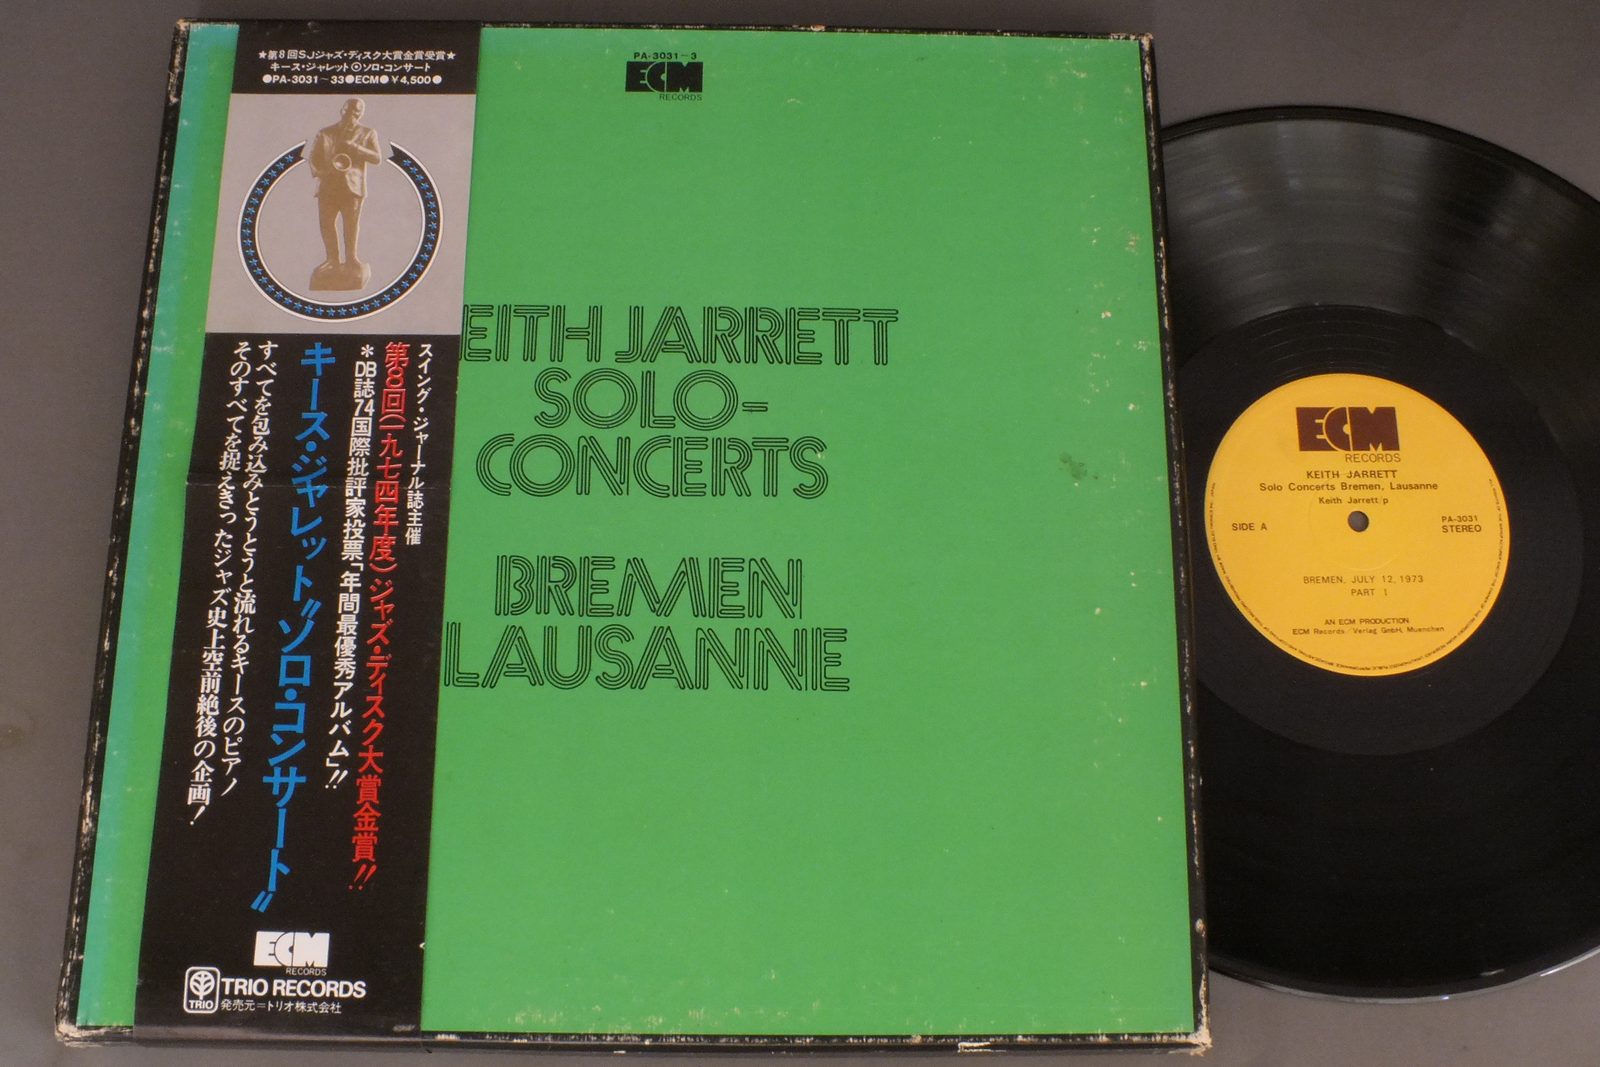 ★第8回SJジャズ・ディスク大賞金賞受賞★
キース・ジャレット⦿ソロ・コンサート
●PA-3031~33●ECM●¥4,500●
スイング・ジャーナル誌主催
第8回(一九七四年度)ジャズ・ディスク大賞金賞!!
*DB誌74国際批評家投票「年間最優秀アルバム」!!
キース・ジャレット"ソロ・コンサート"
すべてを包み込みとうとうと流れるキースのピアノ
そのすべてを捉えきったジャズ史上空前絶後の企画!
ECM
RECORDS
TRIO
TRIO RECORDS
発売元=トリオ株式会社
PA-3031~3
ECM
RECORDS
EITH JARRETT
SOLO-
CONCERTS
BREMEN
LAUSANNE
ECM
RECORDS
KEITH JARRETT
Solo Concerts Bremen, Lausanne
Keith Jarrett/p
SIDE A
PA-3031
STEREO
BREMEN, JULY 12, 1973
PART I
AN ECM PRODUCTION
ECM Records/Verlag GmbH, Muenchen